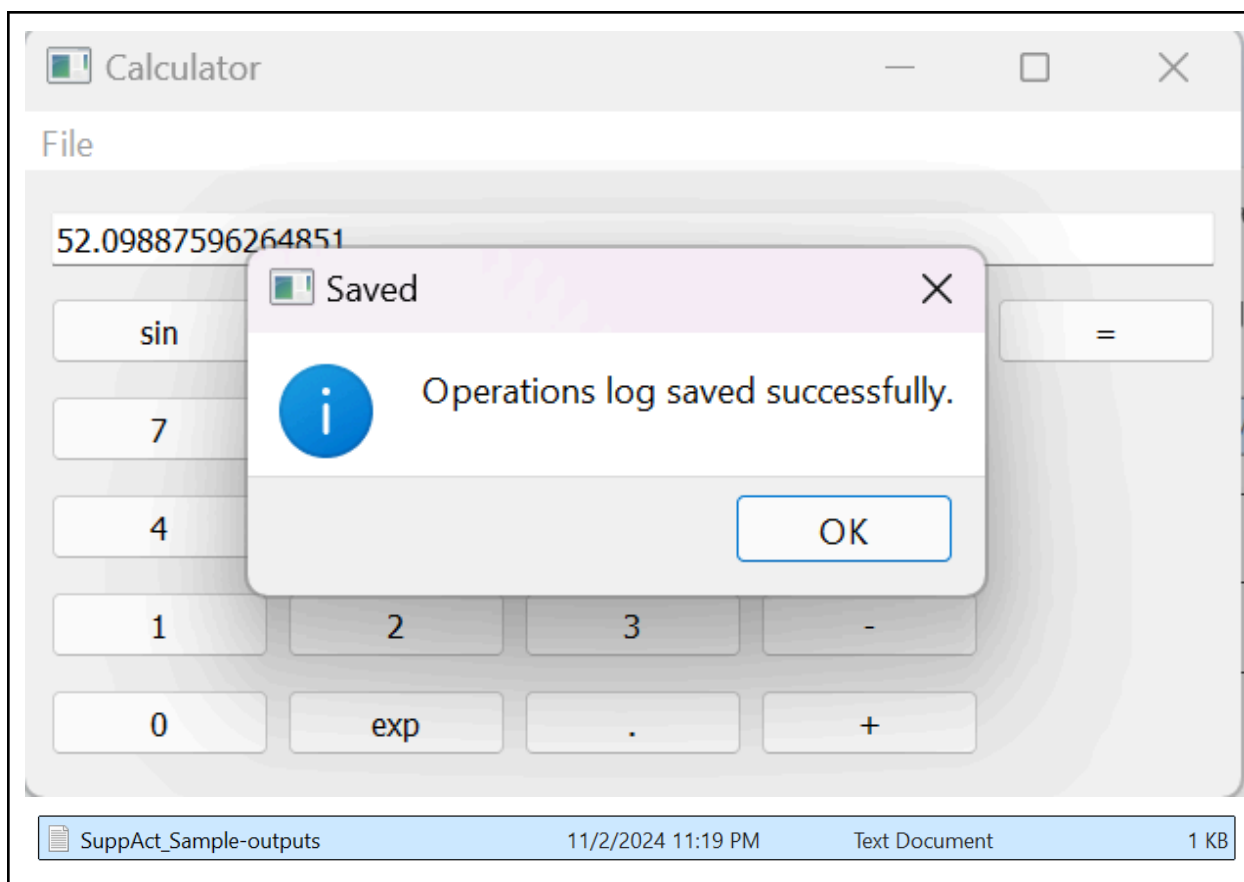 Calculator
File
52.09887596264851
Saved
sin
=
Operations log saved successfully.
7
4
OK
1 2 3 -
0 exp . +
SuppAct_Sample-outputs 11/2/2024 11:19 PM Text Document 1 KB